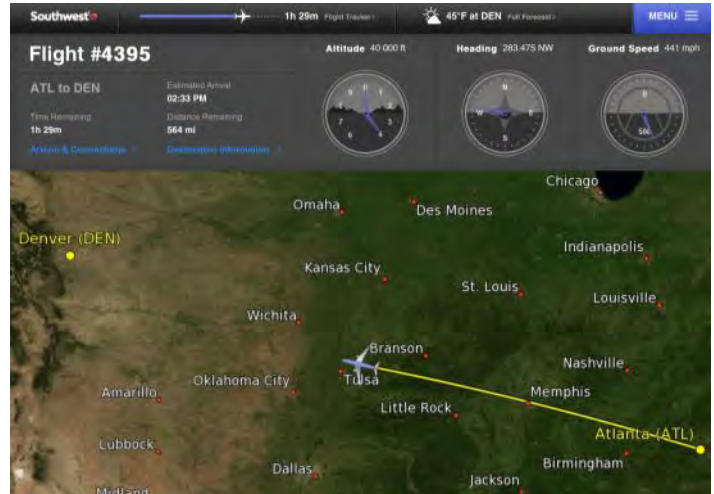 Southwest
1h 29m Flight Tracker
45°F at DEN Full Forecast
MENU
Flight #4395
Altitude 40 000 ft
Heading 283.475 NW
Ground Speed 441 mph
ATL to DEN
Estimated Arrival
02:33 PM
Time Remaining
1h 29m
Distance Remaining
564 mi
Arrival & Connections
Destination Information
Chicago
Omaha
Des Moines
Denver (DEN)
Indianapolis
Kansas City
St. Louis
Louisville
Wichita
Branson
Nashville
Tulsa
Oklahoma City
Amarillo
Memphis
Little Rock
Atlanta (ATL)
Lubbock
Birmingham
Dallas
Jackson
Midland